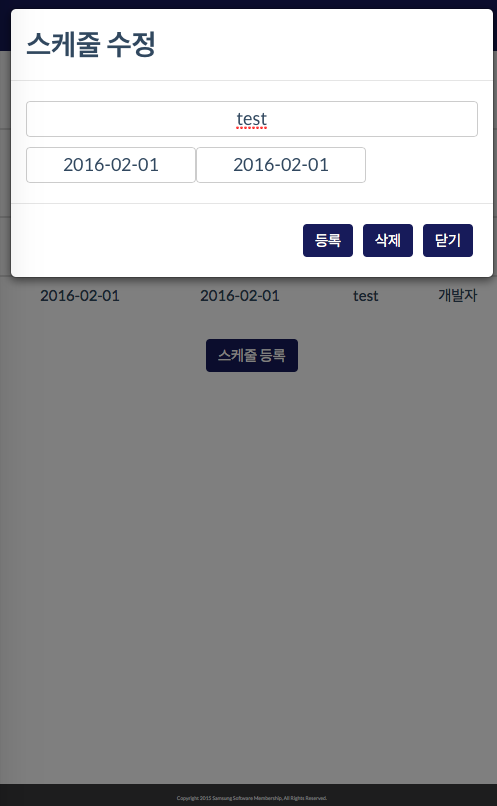 스케줄 수정
test
2016-02-01 2016-02-01
등록 삭제 닫기
2016-02-01 2016-02-01 test 개발자
스케줄 등록
Copyright 2015 Samsung Software Membership, All Rights Reserved.